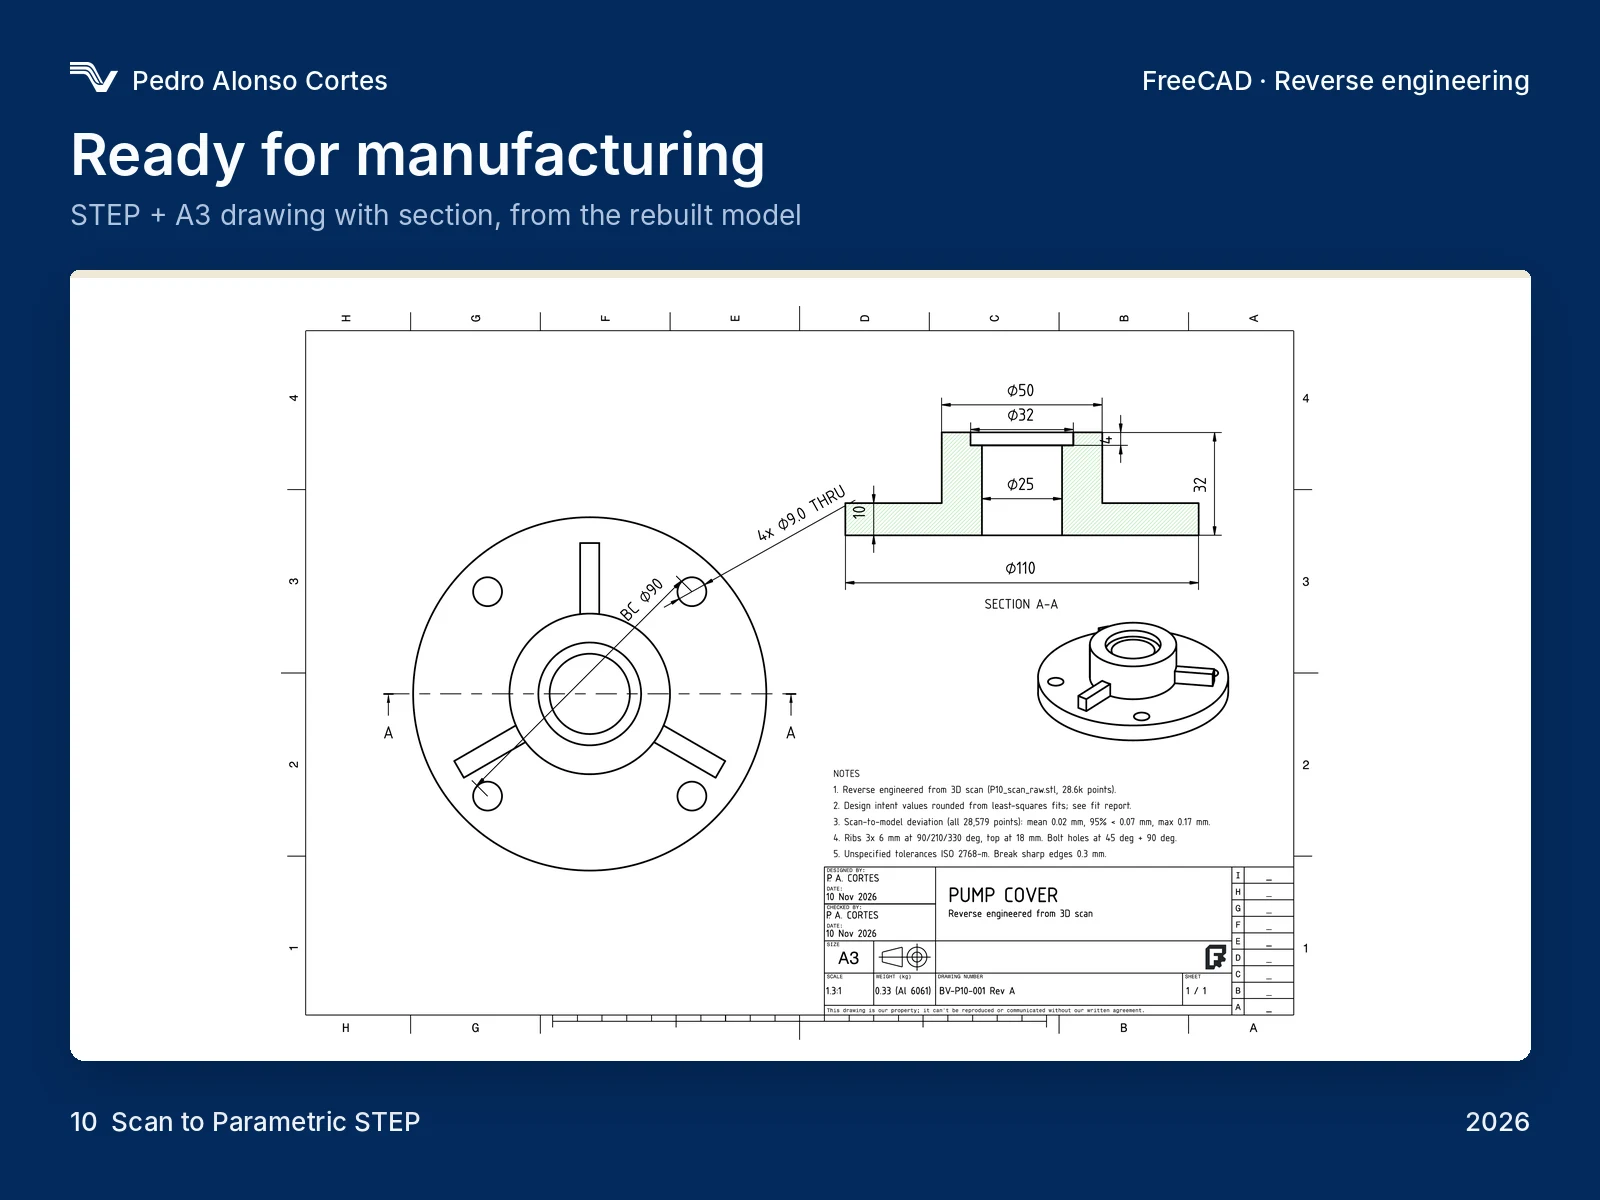 Pedro Alonso Cortes
FreeCAD · Reverse engineering
Ready for manufacturing
STEP + A3 drawing with section, from the rebuilt model
H G F E D C B A
4
3
2
1
4
3
2
1
Ø50
Ø32
4
Ø25
32
10
Ø110
SECTION A-A
4x Ø9.0 THRU
BC Ø90
A
A
NOTES
1. Reverse engineered from 3D scan (P10_scan_raw.stl, 28.6k points).
2. Design intent values rounded from least-squares fits; see fit report.
3. Scan-to-model deviation (all 28,579 points): mean 0.02 mm, 95% < 0.07 mm, max 0.17 mm.
4. Ribs 3x 6 mm at 90/210/330 deg, top at 18 mm. Bolt holes at 45 deg + 90 deg.
5. Unspecified tolerances ISO 2768-m. Break sharp edges 0.3 mm.
DESIGNED BY:
P. A. CORTES
DATE:
10 Nov 2026
CHECKED BY:
P. A. CORTES
DATE:
10 Nov 2026
PUMP COVER
Reverse engineered from 3D scan
SIZE
A3
SCALE
1.3:1
WEIGHT (kg)
0.33 (Al 6061)
DRAWING NUMBER
BV-P10-001 Rev A
SHEET
1 / 1
This drawing is our property; it can't be reproduced or communicated without our written agreement.
I _
H _
G _
F _
E _
D _
C _
B _
A _
H G B A
10 Scan to Parametric STEP
2026